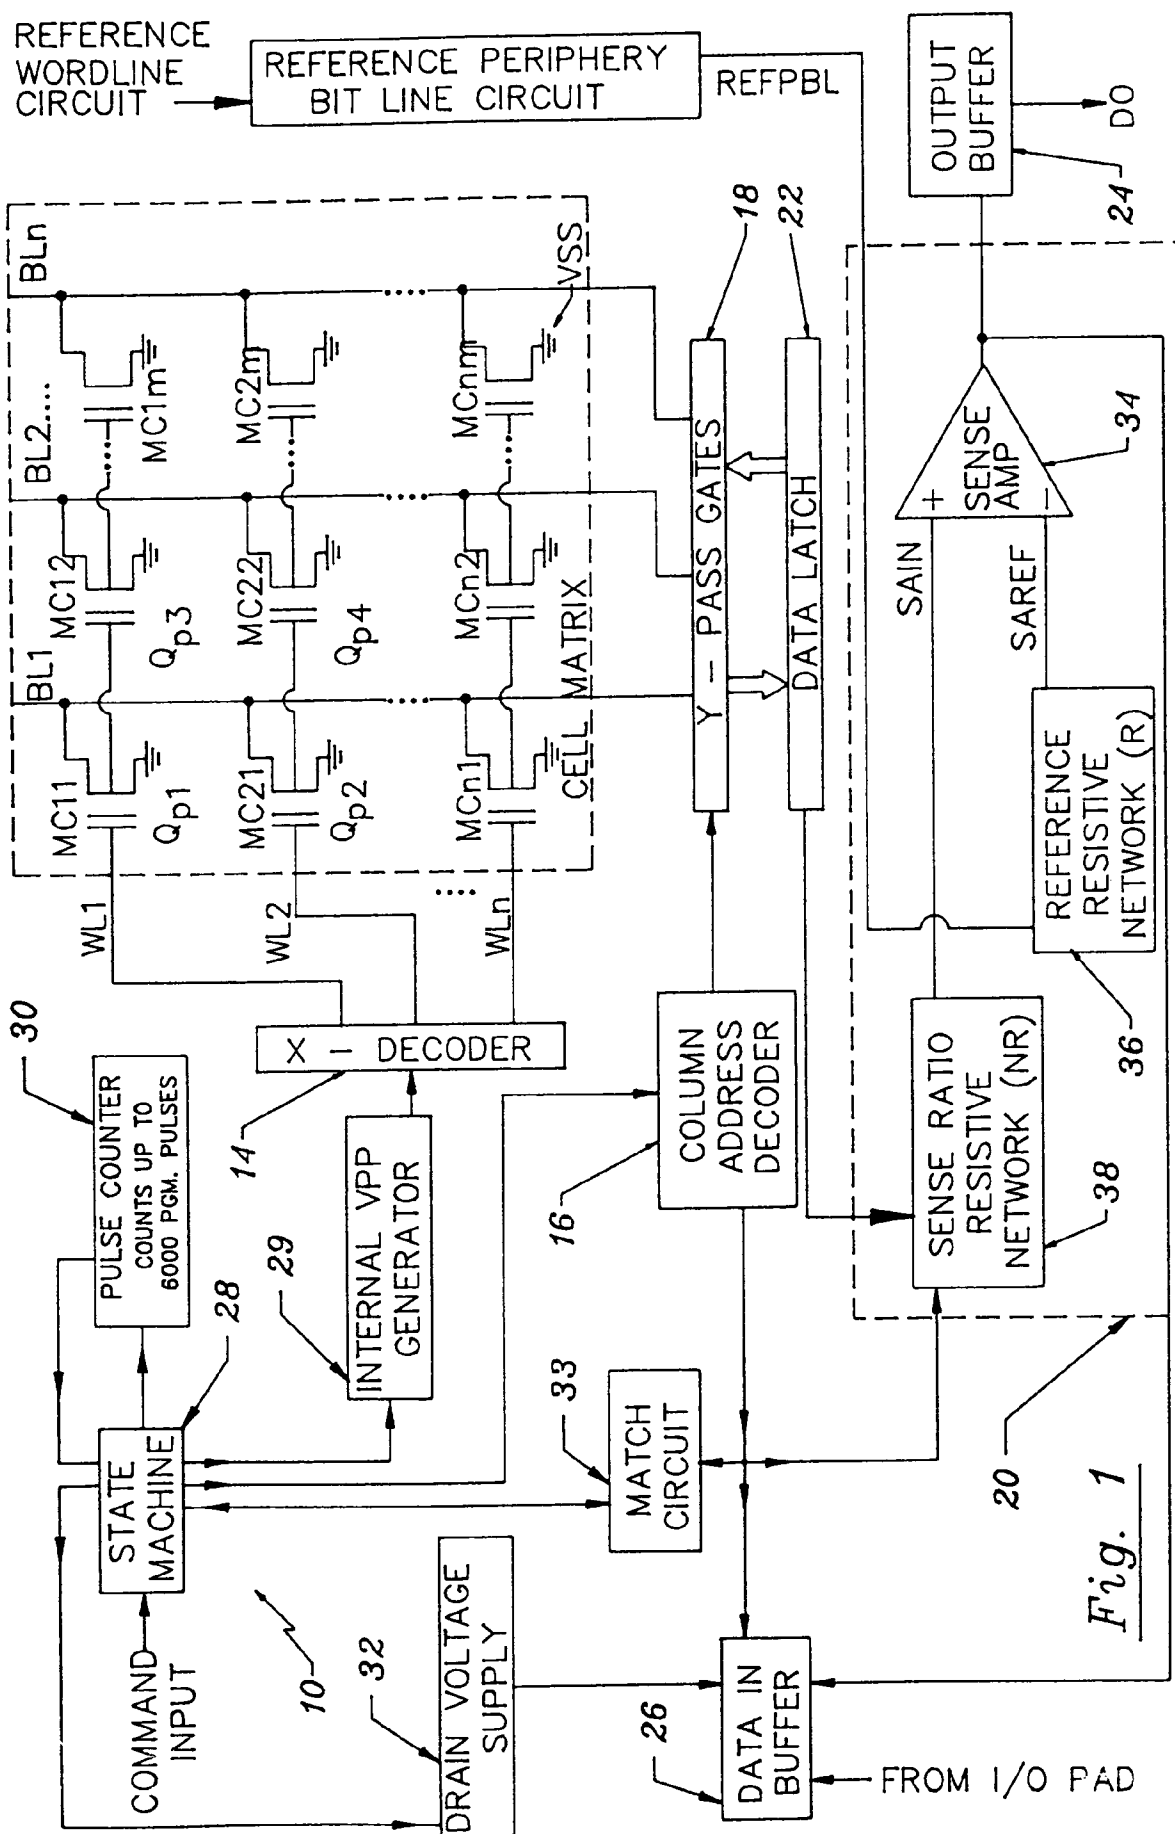 REFERENCE
WORDLINE
CIRCUIT
REFERENCE PERIPHERY
BIT LINE CIRCUIT
REFPBL
OUTPUT
BUFFER
DO
24
BL1
BL2....
BLn
MC11
MC12
MC1m
Qp1
Qp3
MC21
MC22
MC2m
Qp2
Qp4
MCn1
MCn2
MCnm
VSS
CELL MATRIX
WL1
WL2
....
WLn
X - DECODER
14
Y - PASS GATES
18
DATA LATCH
22
30
PULSE COUNTER
COUNTS UP TO
6000 PGM. PULSES
28
STATE
MACHINE
COMMAND
INPUT
10
29
INTERNAL VPP
GENERATOR
COLUMN
ADDRESS
DECODER
16
33
MATCH
CIRCUIT
32
DRAIN VOLTAGE
SUPPLY
26
DATA IN
BUFFER
FROM I/O PAD
SENSE RATIO
RESISTIVE
NETWORK (NR)
38
REFERENCE
RESISTIVE
NETWORK (R)
36
SAIN
SAREF
+
-
SENSE
AMP
34
20
Fig. 1